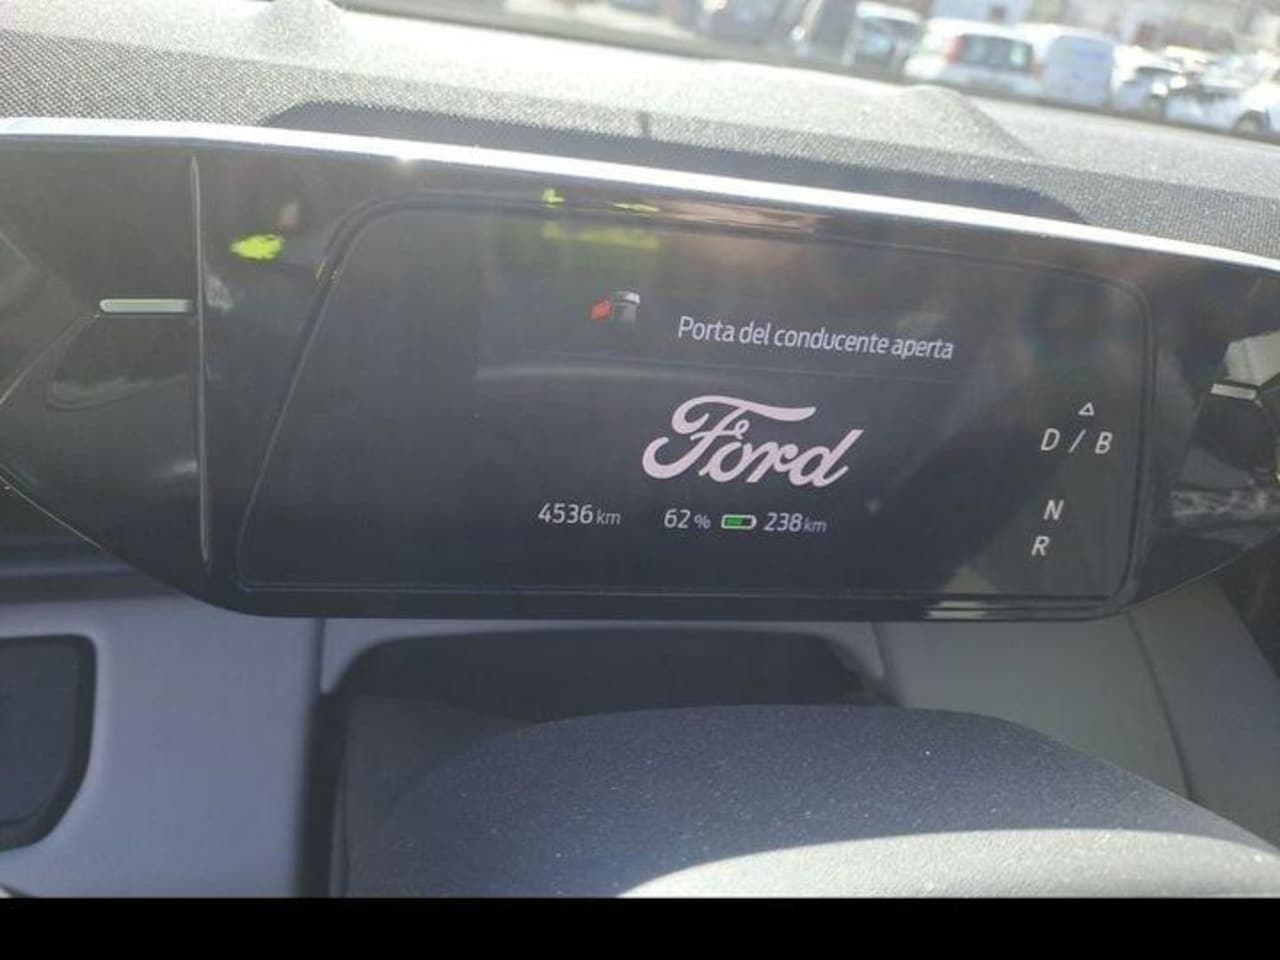 Porta del conducente aperta
Ford
D / B
4536 km 62 % 238 km
N
R